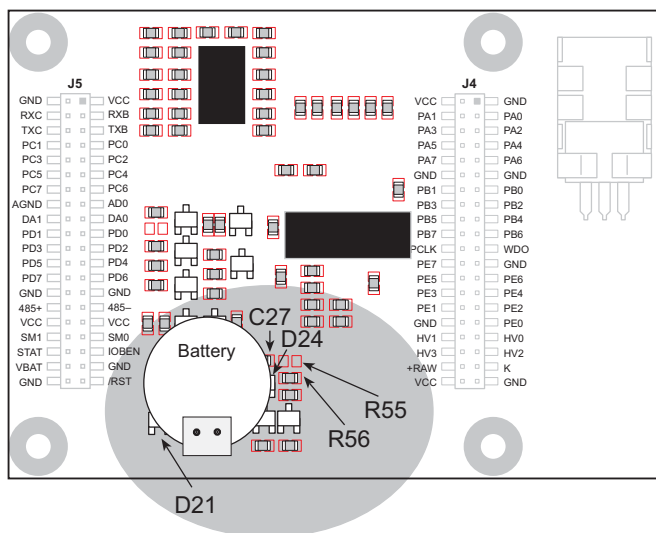 J5
GND VCC
RXC RXB
TXC TXB
PC1 PC0
PC3 PC2
PC5 PC4
PC7 PC6
AGND AD0
DA1 DA0
PD1 PD0
PD3 PD2
PD5 PD4
PD7 PD6
GND GND
485+ 485–
VCC VCC
SM1 SM0
STAT IOBEN
VBAT GND
GND /RST
J4
VCC GND
PA1 PA0
PA3 PA2
PA5 PA4
PA7 PA6
GND GND
PB1 PB0
PB3 PB2
PB5 PB4
PB7 PB6
PCLK WDO
PE7 GND
PE5 PE6
PE3 PE4
PE1 PE2
GND PE0
HV1 HV0
HV3 HV2
+RAW K
VCC GND
Battery
C27
D24
R55
R56
D21